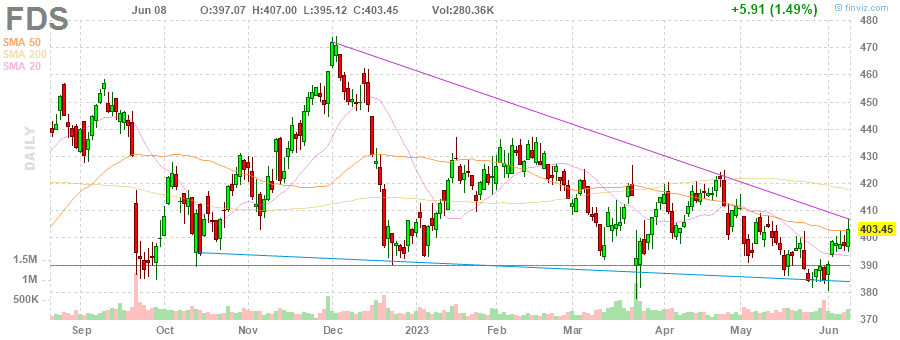 FDS
Jun 08
O:397.07
H:407.00
L:395.12
C:403.45
Vol:280.36K
+5.91 (1.49%)
© finviz.com
SMA 50
SMA 200
SMA 20
DAILY
480
470
460
450
440
430
420
410
403.45
400
390
380
370
1.5M
1M
500K
Sep
Oct
Nov
Dec
2023
Feb
Mar
Apr
May
Jun